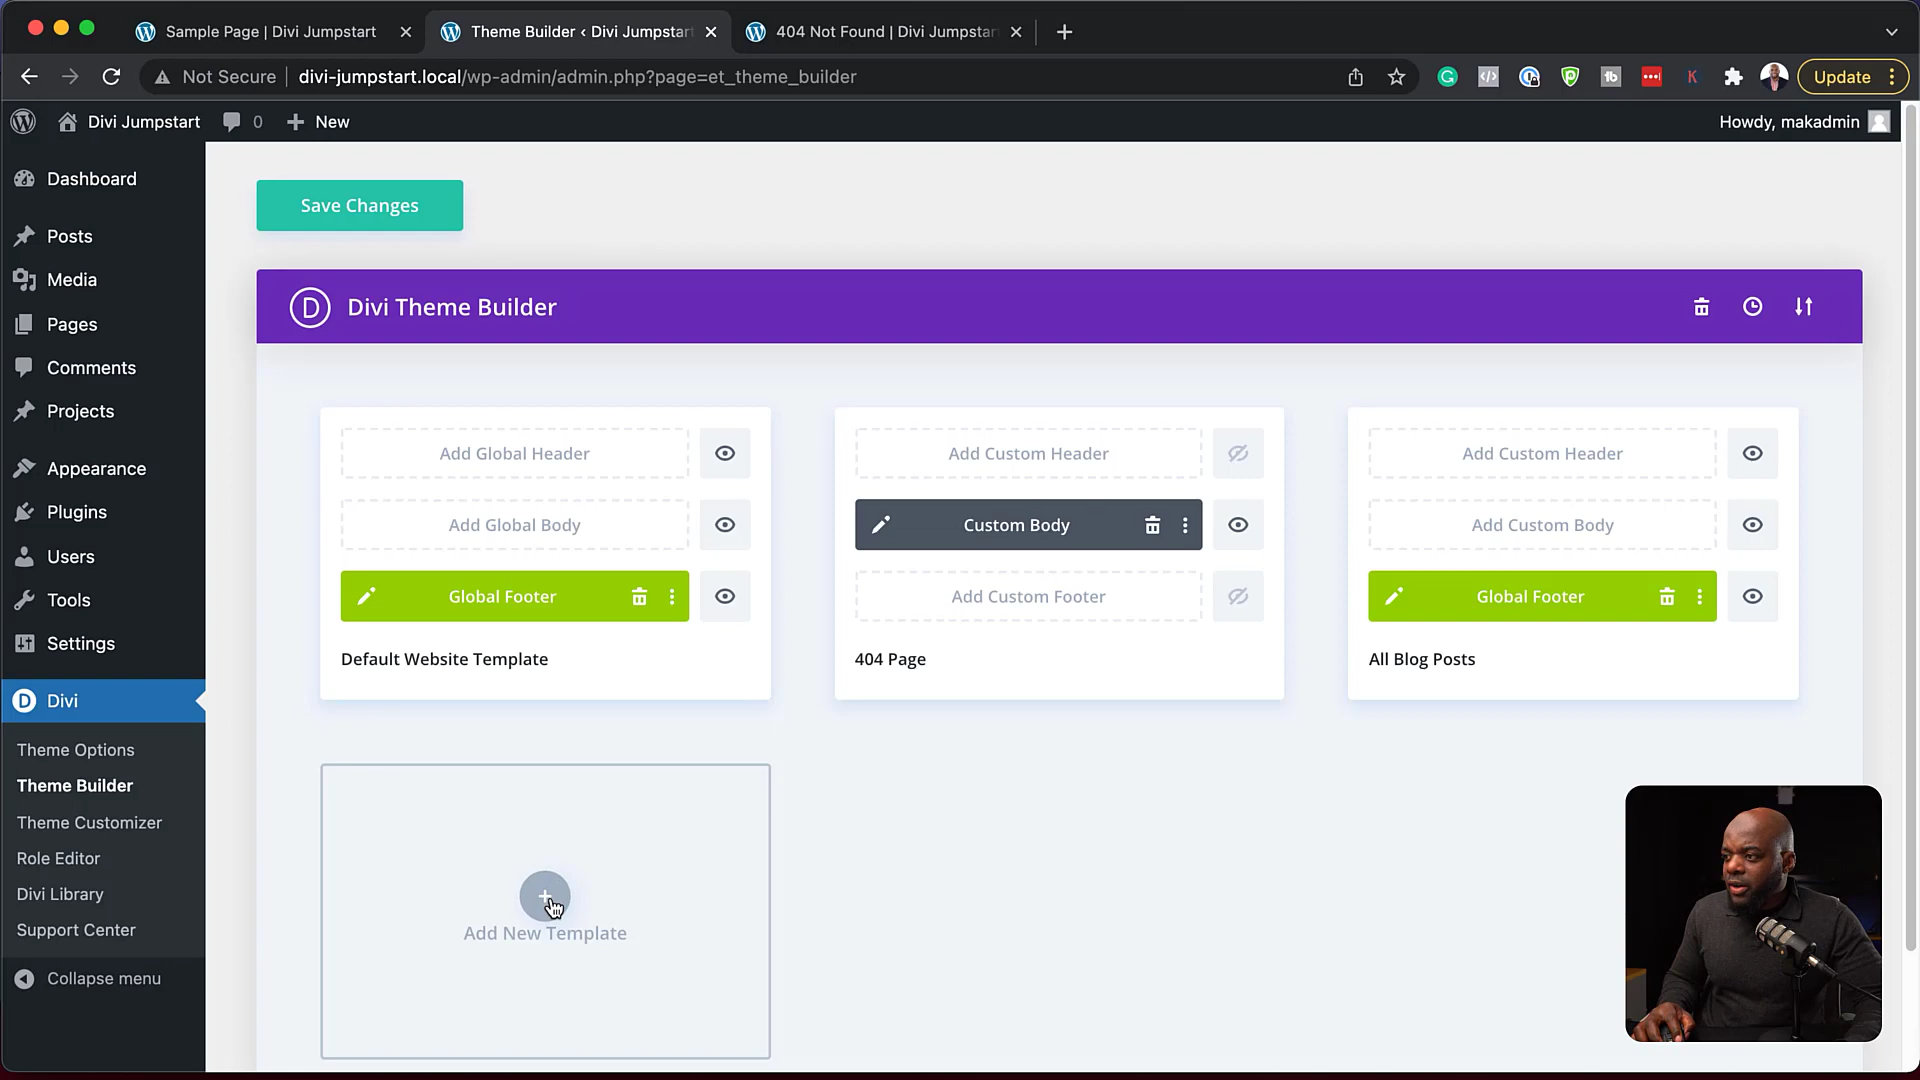 Sample Page | Divi Jumpstart
Theme Builder ‹ Divi Jumpstart
404 Not Found | Divi Jumpstart
Not Secure
divi-jumpstart.local/wp-admin/admin.php?page=et_theme_builder
tb
K
Update
Divi Jumpstart
0
New
Howdy, makadmin
Dashboard
Posts
Media
Pages
Comments
Projects
Appearance
Plugins
Users
Tools
Settings
D
Divi
Theme Options
Theme Builder
Theme Customizer
Role Editor
Divi Library
Support Center
Collapse menu
Save Changes
D
Divi Theme Builder
Add Global Header
Add Global Body
Global Footer
Default Website Template
Add Custom Header
Custom Body
Add Custom Footer
404 Page
Add Custom Header
Add Custom Body
Global Footer
All Blog Posts
Add New Template